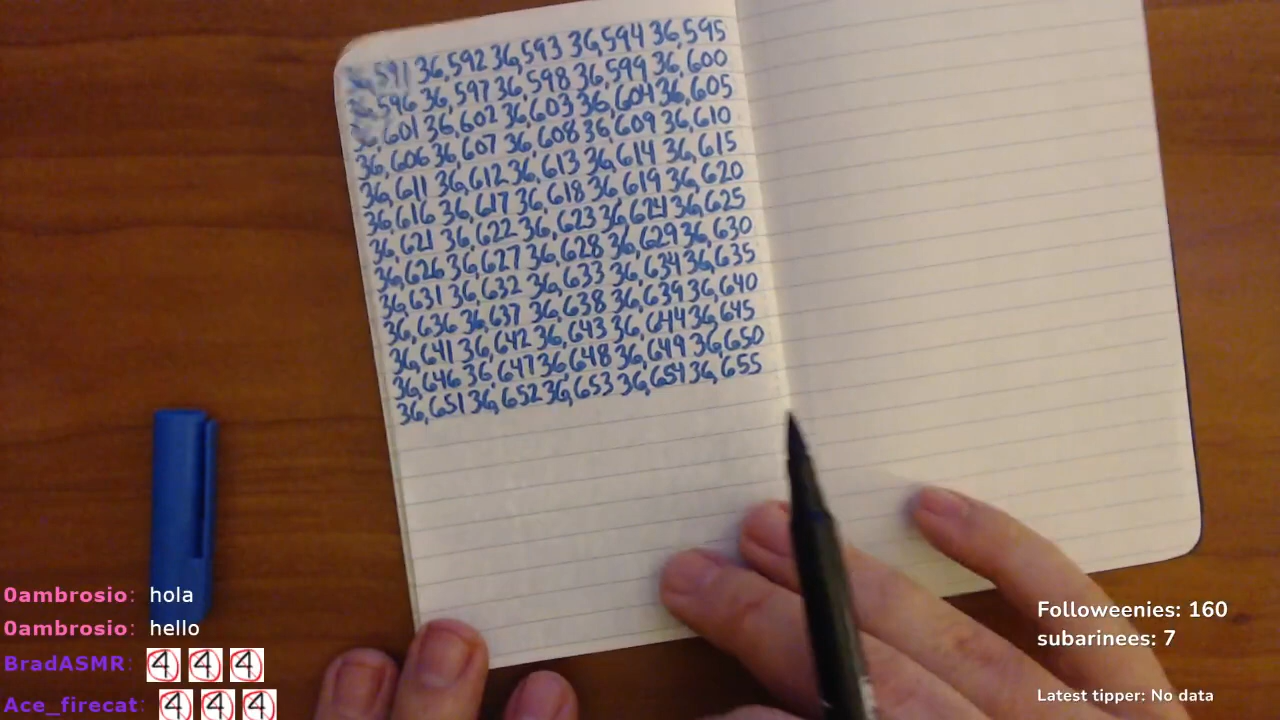 36,591 36,592 36,593 36,594 36,595
36,596 36,597 36,598 36,599 36,600
36,601 36,602 36,603 36,604 36,605
36,606 36,607 36,608 36,609 36,610
36,611 36,612 36,613 36,614 36,615
36,616 36,617 36,618 36,619 36,620
36,621 36,622 36,623 36,624 36,625
36,626 36,627 36,628 36,629 36,630
36,631 36,632 36,633 36,634 36,635
36,636 36,637 36,638 36,639 36,640
36,641 36,642 36,643 36,644 36,645
36,646 36,647 36,648 36,649 36,650
36,651 36,652 36,653 36,654 36,655
0ambrosio: hola
0ambrosio: hello
BradASMR: 4 4 4
Ace_firecat: 4 4 4
Followeenies: 160
subarinees: 7
Latest tipper: No data